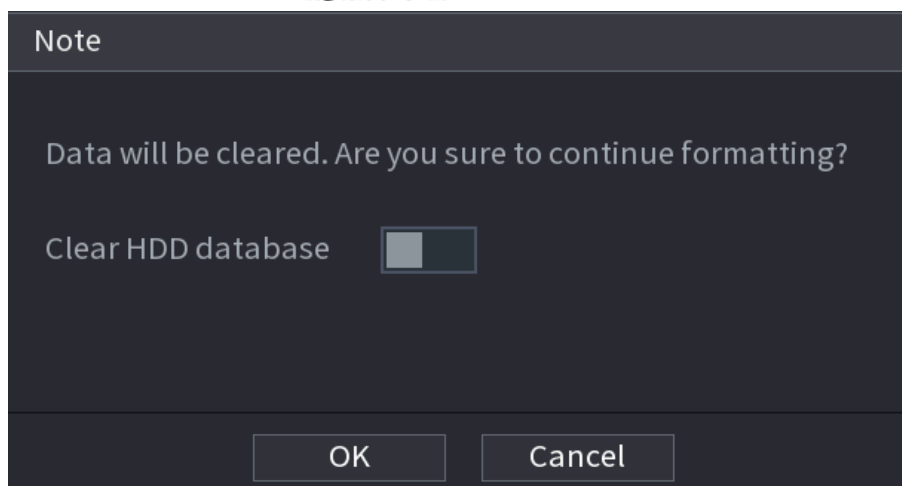 Note
Data will be cleared. Are you sure to continue formatting?
Clear HDD database
OK
Cancel